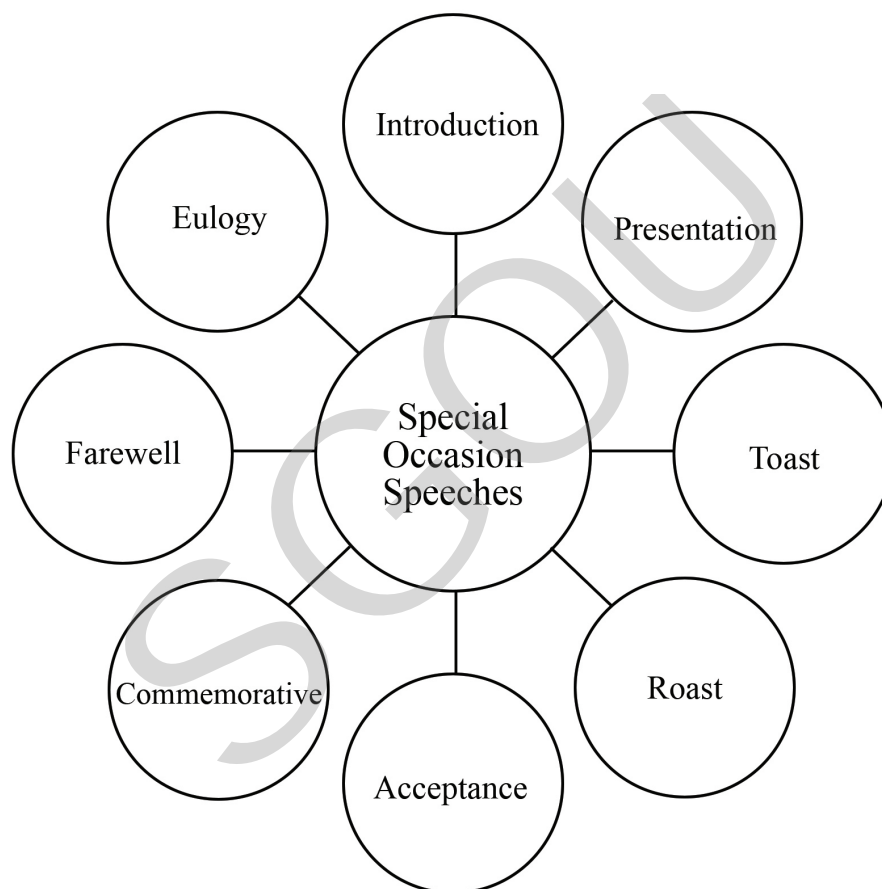 Introduction
Eulogy
Presentation
Special
Occasion
Speeches
Farewell
Toast
Commemorative
Roast
Acceptance
SGOU